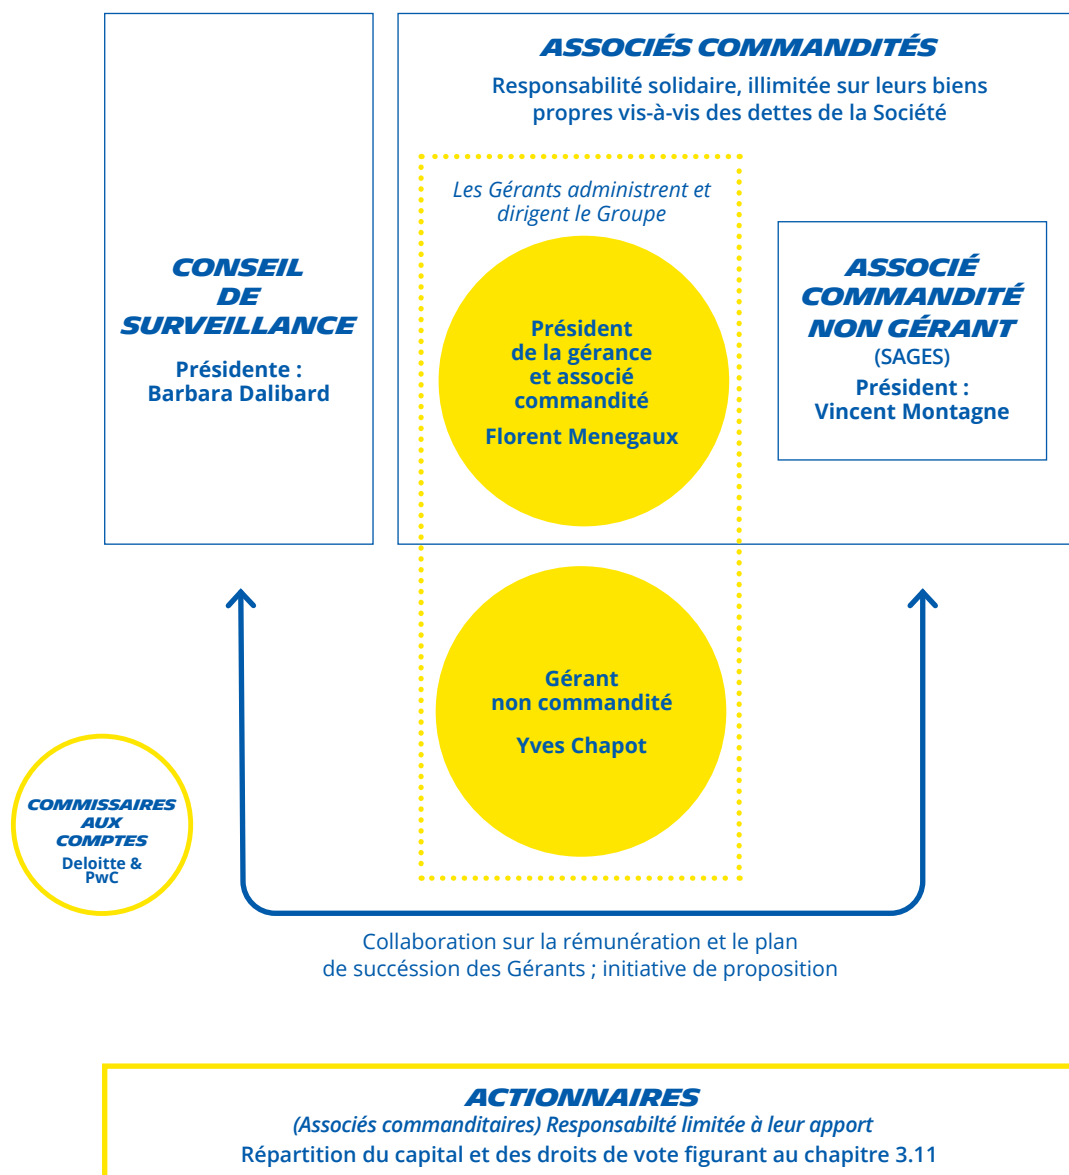 CONSEIL
DE
SURVEILLANCE
Présidente :
Barbara Dalibard
ASSOCIÉS COMMANDITÉS
Responsabilité solidaire, illimitée sur leurs biens
propres vis-à-vis des dettes de la Société
Les Gérants administrent et
dirigent le Groupe
Président
de la gérance
et associé
commandité
Florent Menegaux
ASSOCIÉ
COMMANDITÉ
NON GÉRANT
(SAGES)
Président :
Vincent Montagne
Gérant
non commandité
Yves Chapot
COMMISSAIRES
AUX
COMPTES
Deloitte &
PwC
Collaboration sur la rémunération et le plan
de succéssion des Gérants ; initiative de proposition
ACTIONNAIRES
(Associés commanditaires) Responsabilté limitée à leur apport
Répartition du capital et des droits de vote figurant au chapitre 3.11